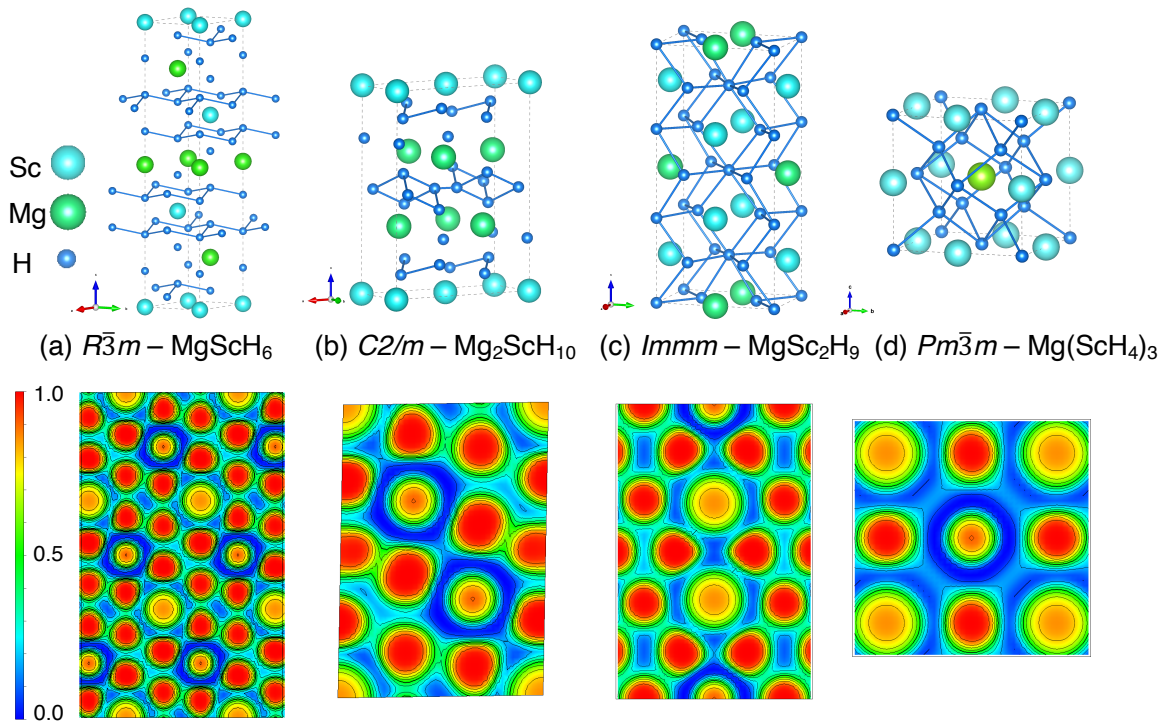 Sc
Mg
H
(a) R3̅m – MgScH₆
(b) C2/m – Mg₂ScH₁₀
(c) Immm – MgSc₂H₉
(d) Pm3̅m – Mg(ScH₄)₃
1.0
0.5
0.0